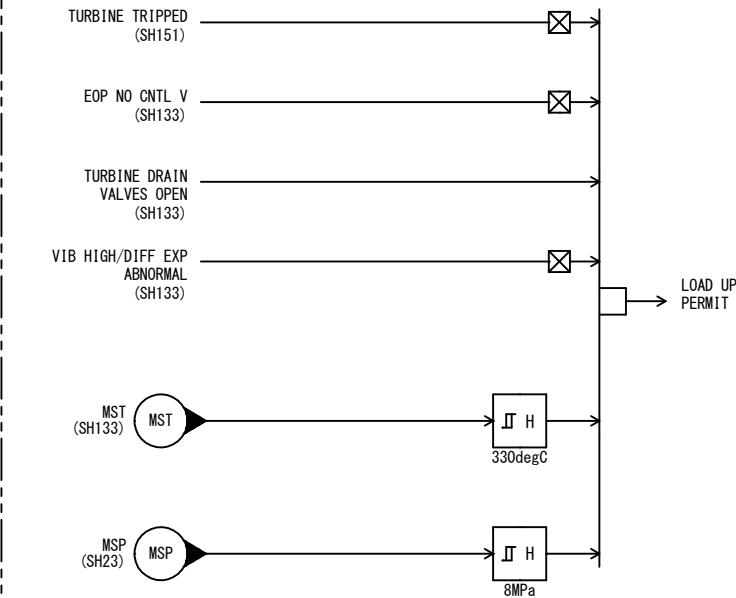 TURBINE TRIPPED
(SH151)
EOP NO CNTL V
(SH133)
TURBINE DRAIN
VALVES OPEN
(SH133)
VIB HIGH/DIFF EXP
ABNORMAL
(SH133)
LOAD UP
PERMIT
MST
(SH133)
MST
H
330degC
MSP
(SH23)
MSP
H
8MPa